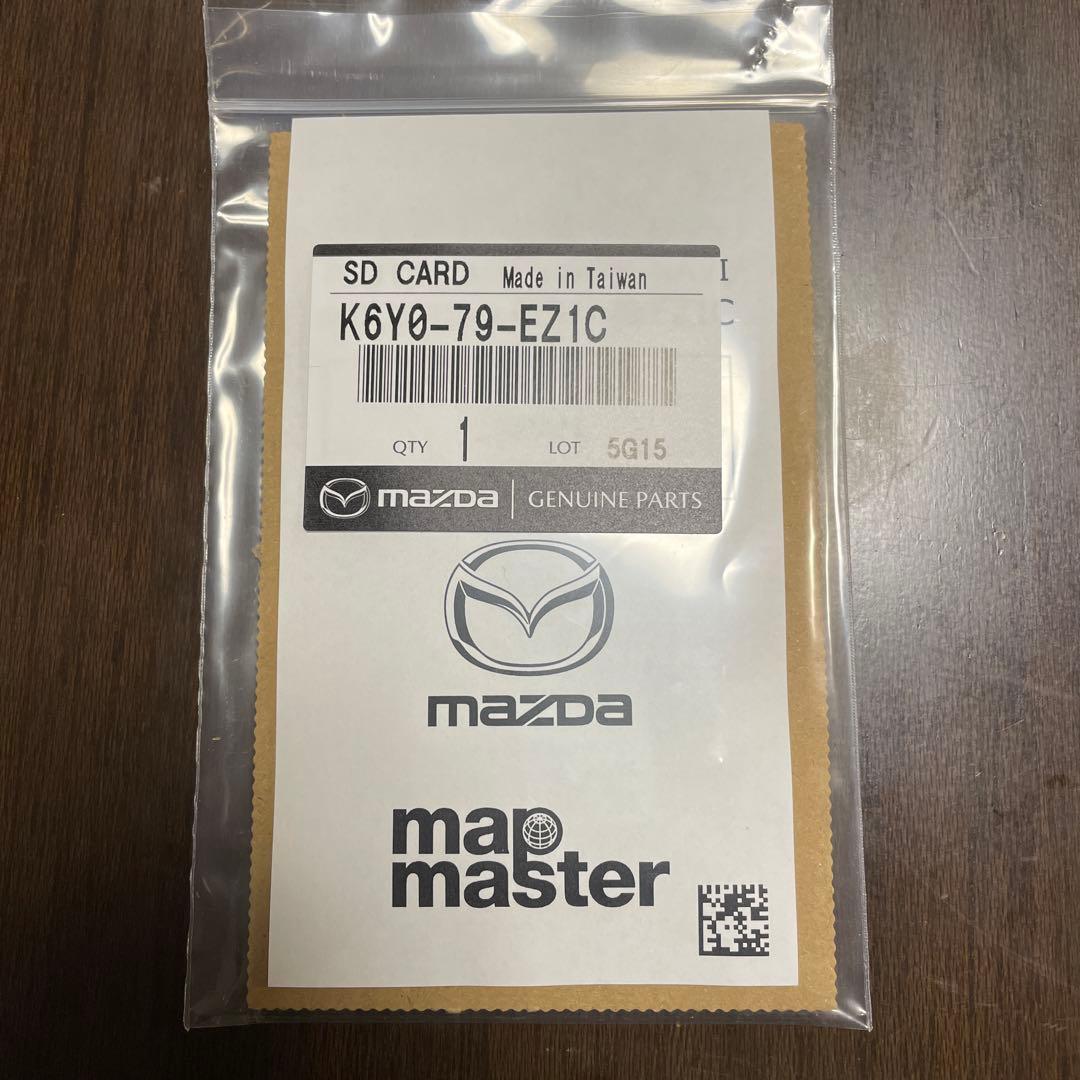 SD CARD Made in Taiwan
I
K6Y0-79-EZ1C
C
QTY 1 LOT 5G15
mazda GENUINE PARTS
mazda
map
master